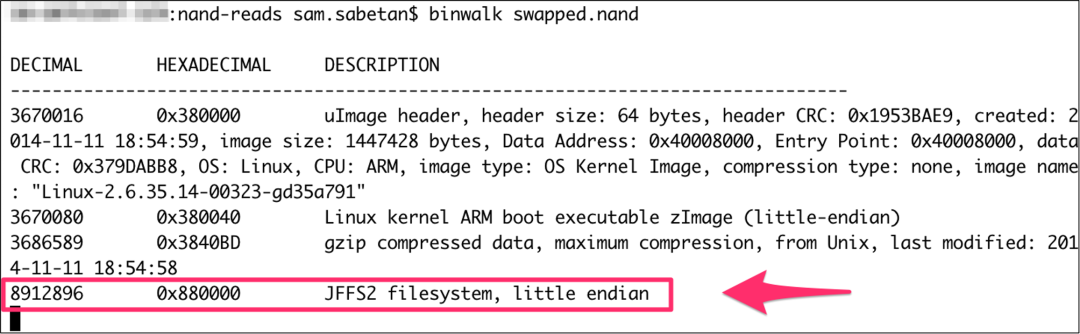 :nand-reads sam.sabetan$ binwalk swapped.nand
DECIMAL HEXADECIMAL DESCRIPTION
--------------------------------------------------------------------------------
3670016 0x380000 uImage header, header size: 64 bytes, header CRC: 0x1953BAE9, created: 2
014-11-11 18:54:59, image size: 1447428 bytes, Data Address: 0x40008000, Entry Point: 0x40008000, data
CRC: 0x379DABB8, OS: Linux, CPU: ARM, image type: OS Kernel Image, compression type: none, image name
: "Linux-2.6.35.14-00323-gd35a791"
3670080 0x380040 Linux kernel ARM boot executable zImage (little-endian)
3686589 0x3840BD gzip compressed data, maximum compression, from Unix, last modified: 201
4-11-11 18:54:58
8912896 0x880000 JFFS2 filesystem, little endian